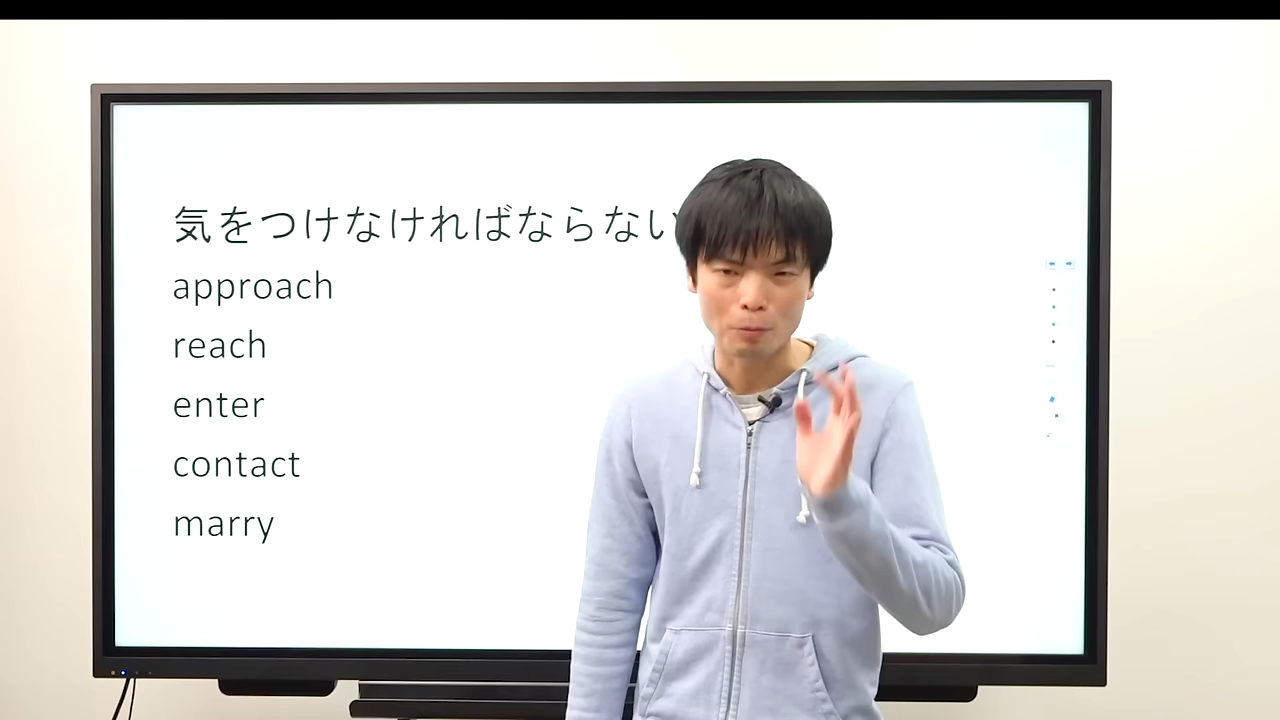 気をつけなければならない
approach
reach
enter
contact
marry